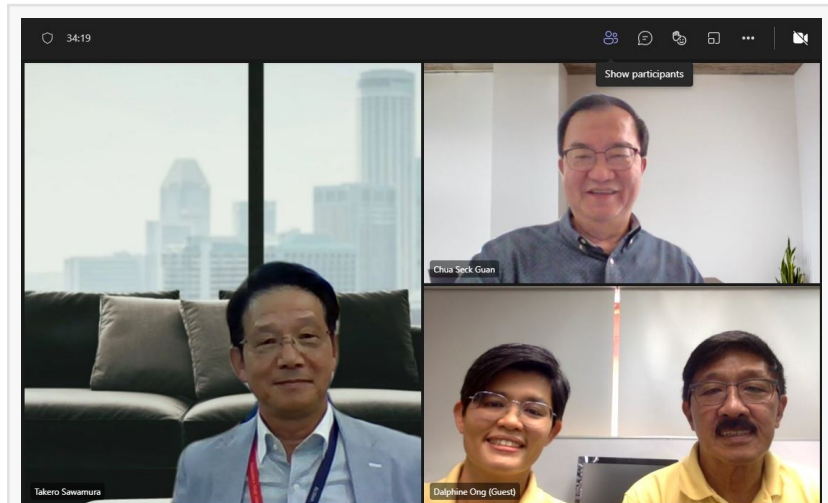 34:19
Show participants
Chua Seck Guan
Takero Sawamura
Dalphine Ong (Guest)